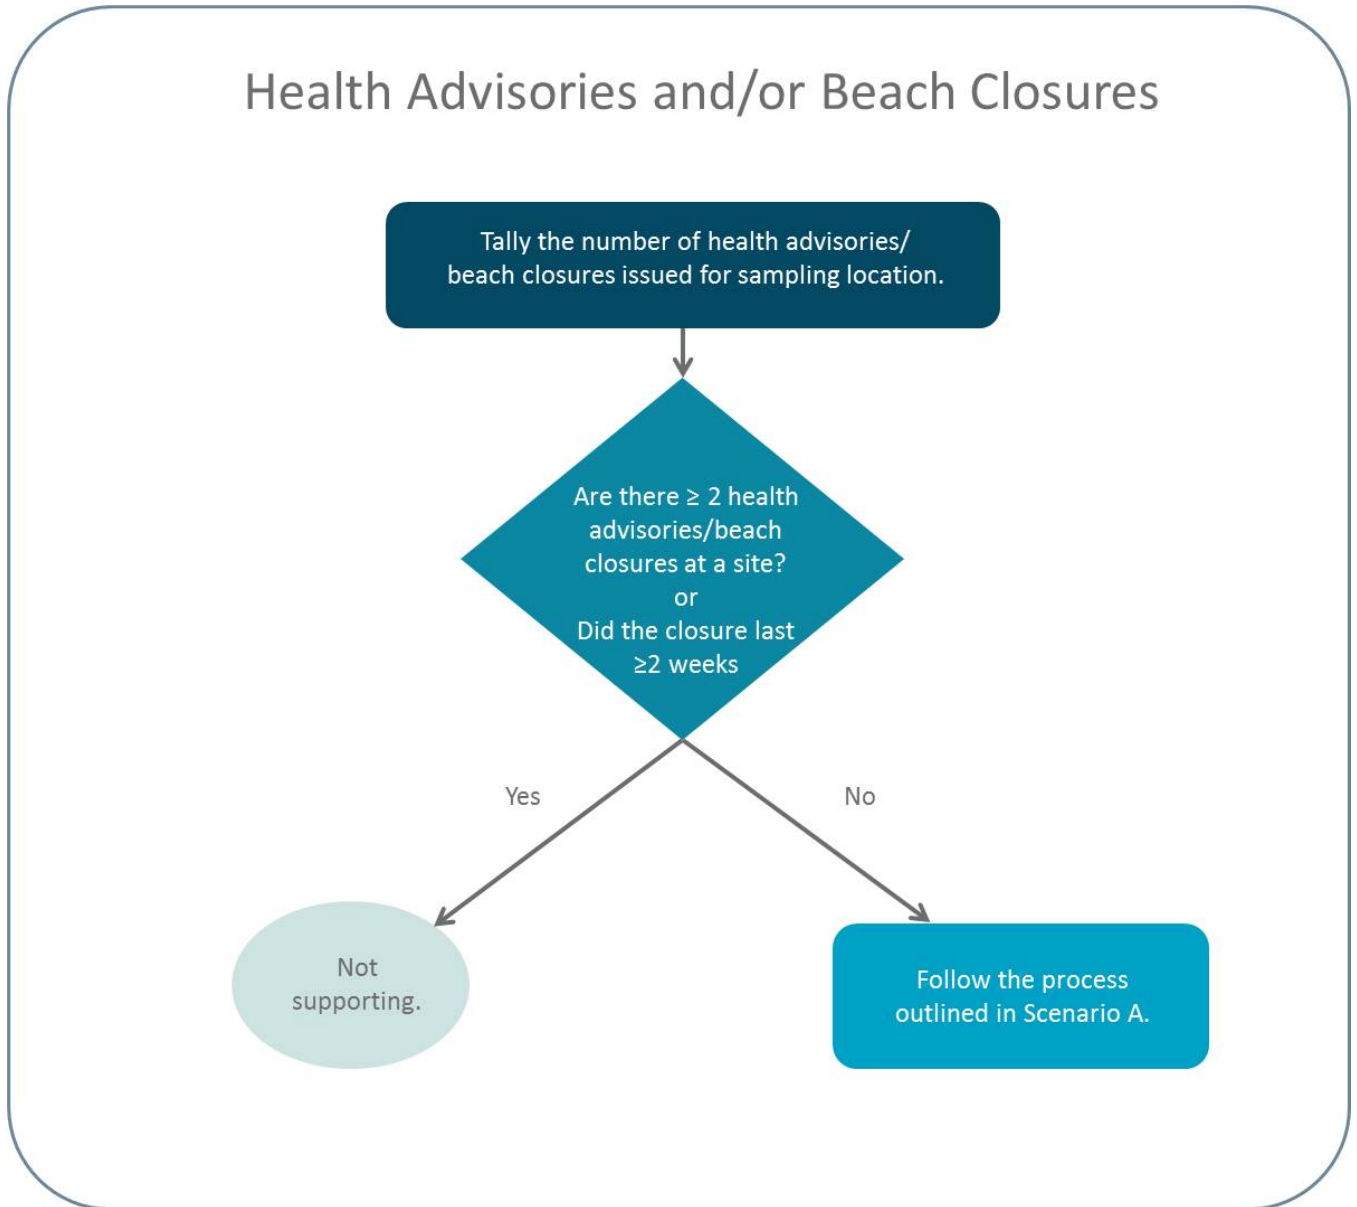 Health Advisories and/or Beach Closures
Tally the number of health advisories/
beach closures issued for sampling location.
Are there ≥ 2 health
advisories/beach
closures at a site?
or
Did the closure last
≥2 weeks
Yes
No
Not
supporting.
Follow the process
outlined in Scenario A.